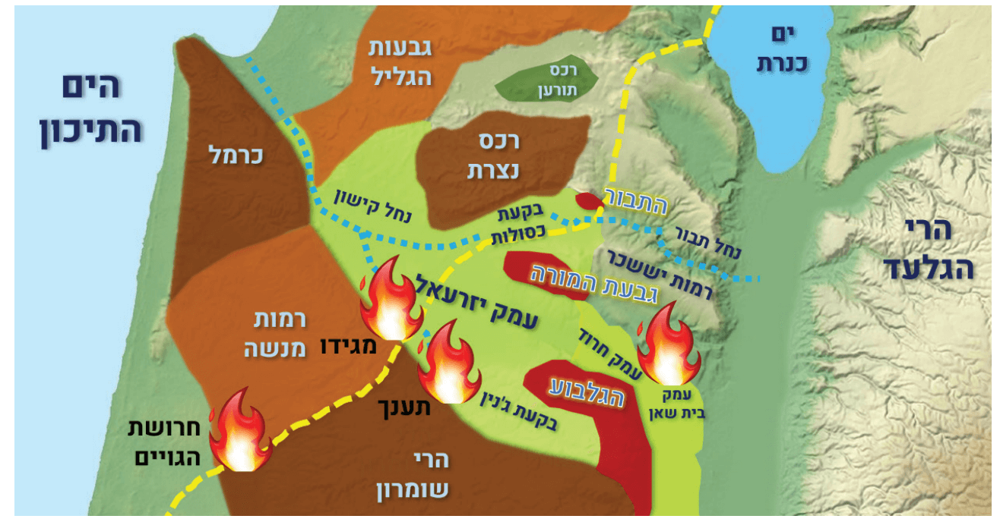 גבעות
הגליל
ים
כנרת
רכס
תורען
הים
התיכון
כרמל
רכס
נצרת
נחל קישון
בקעת
כסולות
התבור
נחל תבור
רמות יששכר
הרי
הגלעד
גבעת המורה
עמק יזרעאל
רמות
מנשה
מגידו
עמק חרוד
הגלבוע
עמק
בית שאן
תענך
בקעת ג'נין
חרושת
הגויים
הרי
שומרון